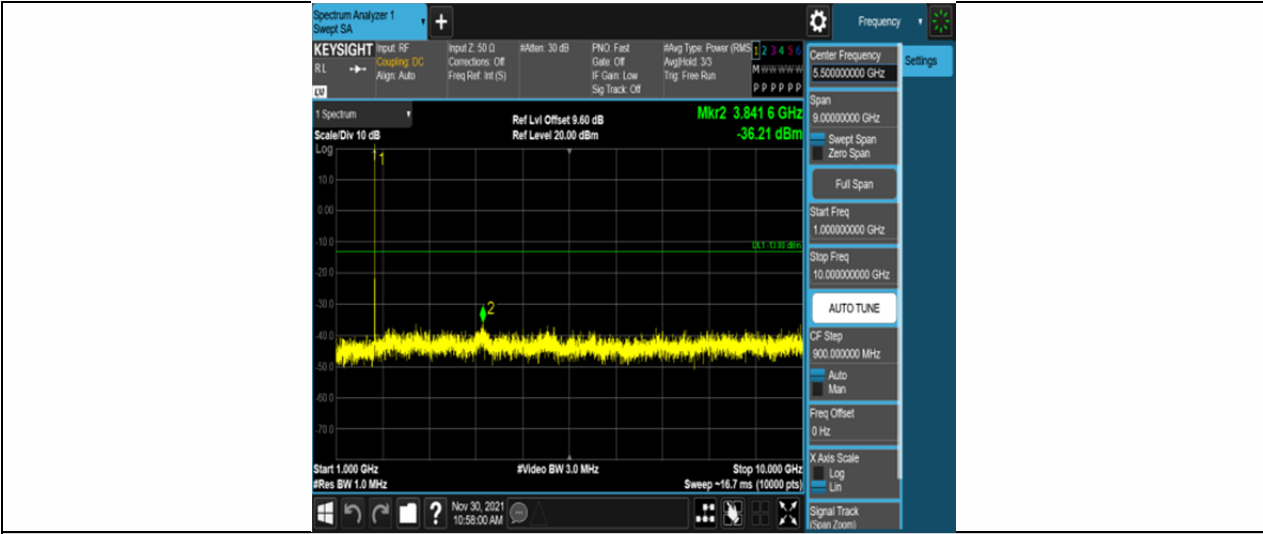 Spectrum Analyzer 1
Swept SA
+
Frequency
KEYSIGHT
RL
LV
Input: RF
Coupling: DC
Align: Auto
Input Z: 50 Ω
Corrections: Off
Freq Ref: Int (S)
#Atten: 30 dB
PNO: Fast
Gate: Off
IF Gain: Low
Sig Track: Off
#Avg Type: Power (RMS
Avg|Hold: 3/3
Trig: Free Run
1 2 3 4 5 6
M w w w w w
P P P P P P
1 Spectrum
Scale/Div 10 dB
Log
Ref Lvl Offset 9.60 dB
Ref Level 20.00 dBm
Mkr2 3.841 6 GHz
-36.21 dBm
1
10.0
0.00
-10.0
DL1 -13.00 dBm
-20.0
-30.0
2
-40.0
-50.0
-60.0
-70.0
Start 1.000 GHz
#Res BW 1.0 MHz
#Video BW 3.0 MHz
Stop 10.000 GHz
Sweep ~16.7 ms (10000 pts)
?
Nov 30, 2021
10:58:00 AM
Center Frequency
5.500000000 GHz
Settings
Span
9.00000000 GHz
Swept Span
Zero Span
Full Span
Start Freq
1.000000000 GHz
Stop Freq
10.000000000 GHz
AUTO TUNE
CF Step
900.000000 MHz
Auto
Man
Freq Offset
0 Hz
X Axis Scale
Log
Lin
Signal Track
(Span Zoom)